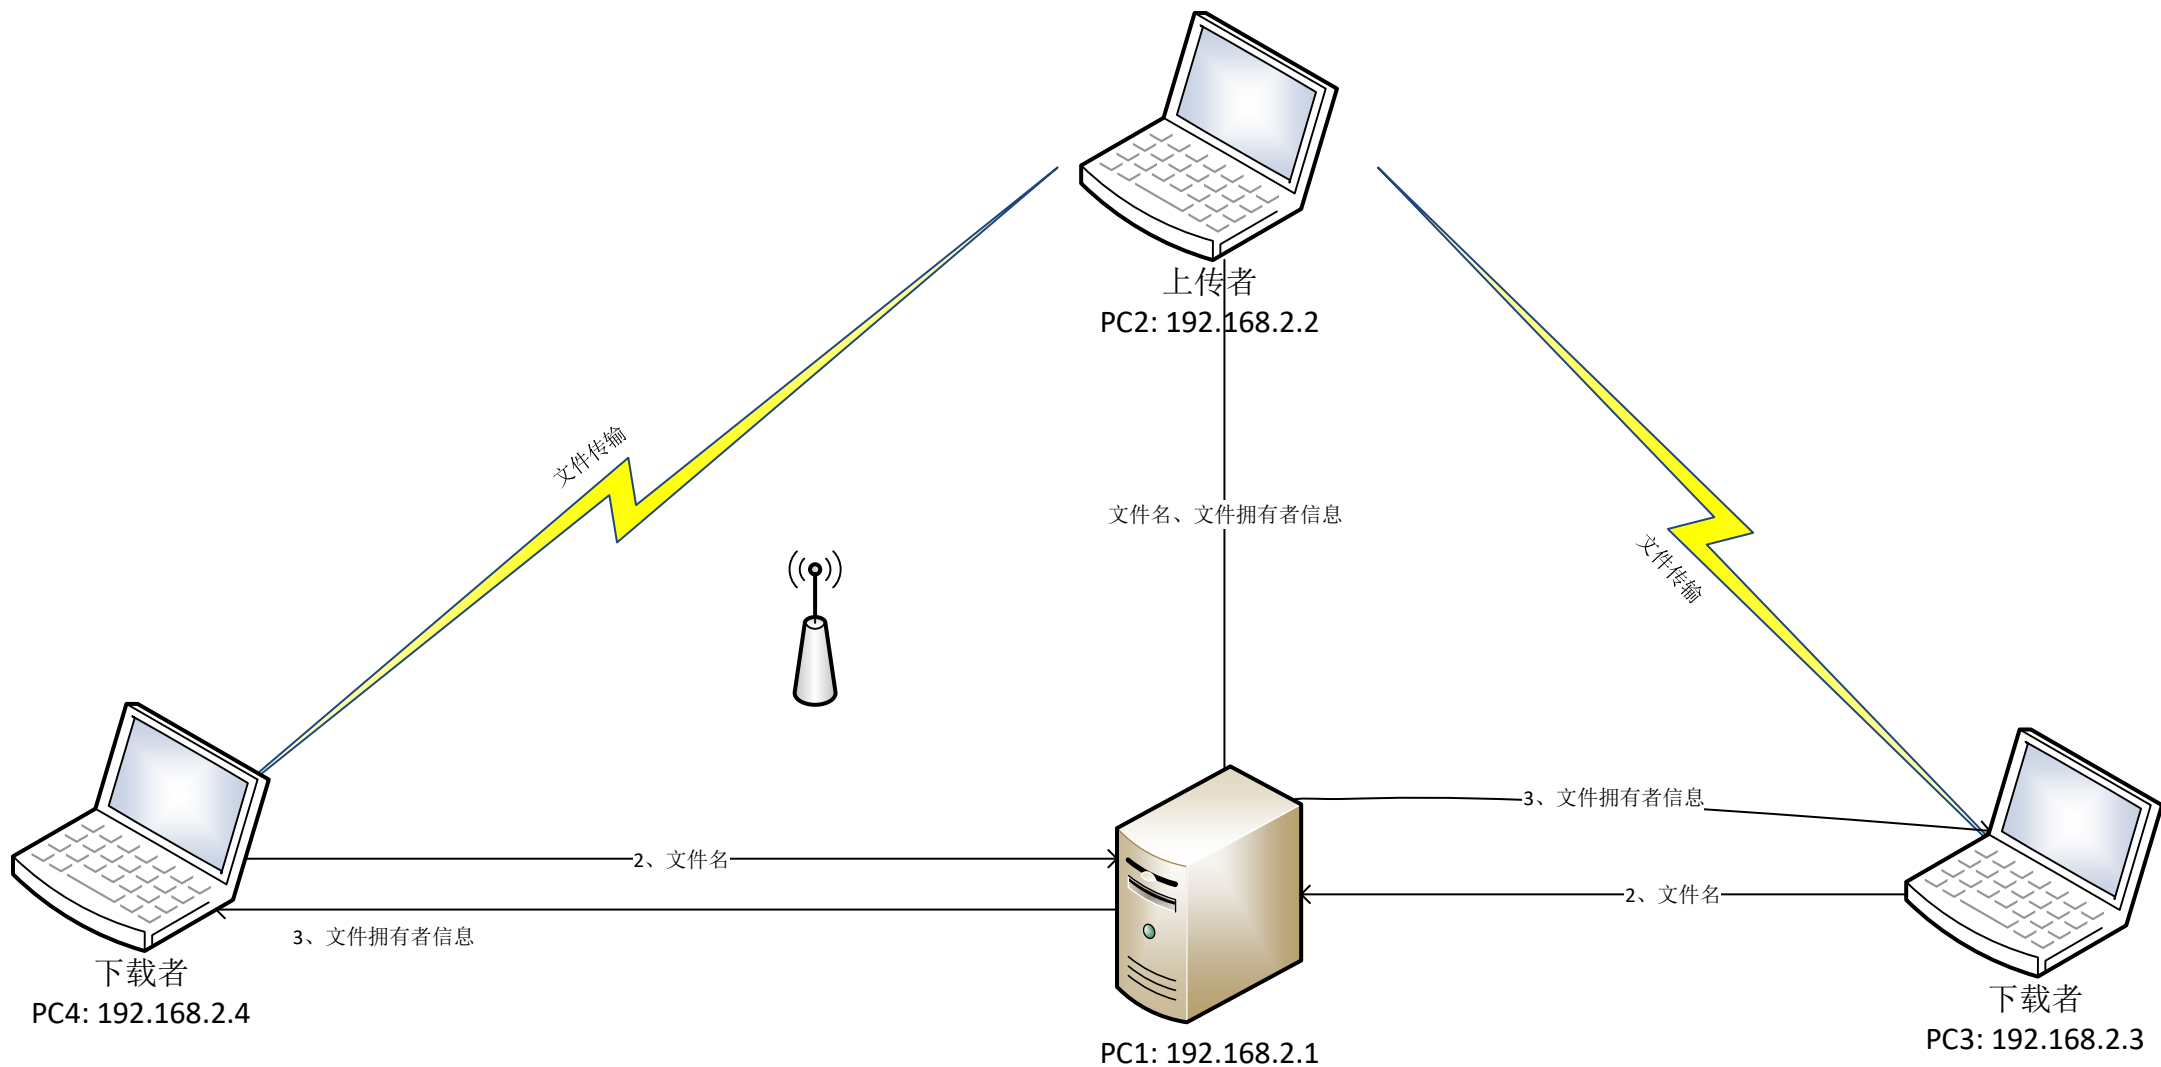 上传者
PC2: 192.168.2.2
文件传输
文件名、文件拥有者信息
文件传输
3、文件拥有者信息
2、文件名
2、文件名
3、文件拥有者信息
下载者
PC4: 192.168.2.4
下载者
PC3: 192.168.2.3
PC1: 192.168.2.1